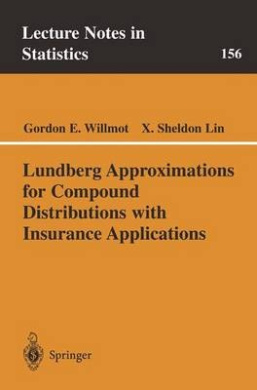 Lecture Notes in
Statistics
156
Gordon E. Willmot X. Sheldon Lin
Lundberg Approximations
for Compound
Distributions with
Insurance Applications
Springer